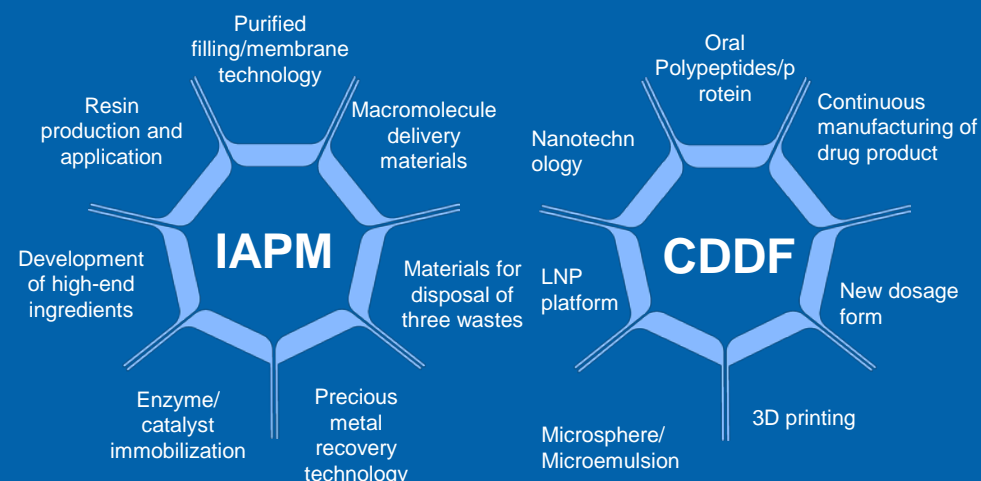 Purified
filling/membrane
technology
Resin
production and
application
Macromolecule
delivery
materials
IAPM
Development
of high-end
ingredients
Materials for
disposal of
three wastes
Enzyme/
catalyst
immobilization
Precious
metal
recovery
technology
Oral
Polypeptides/p
rotein
Nanotechn
ology
Continuous
manufacturing of
drug product
CDDF
LNP
platform
New dosage
form
Microsphere/
Microemulsion
3D printing